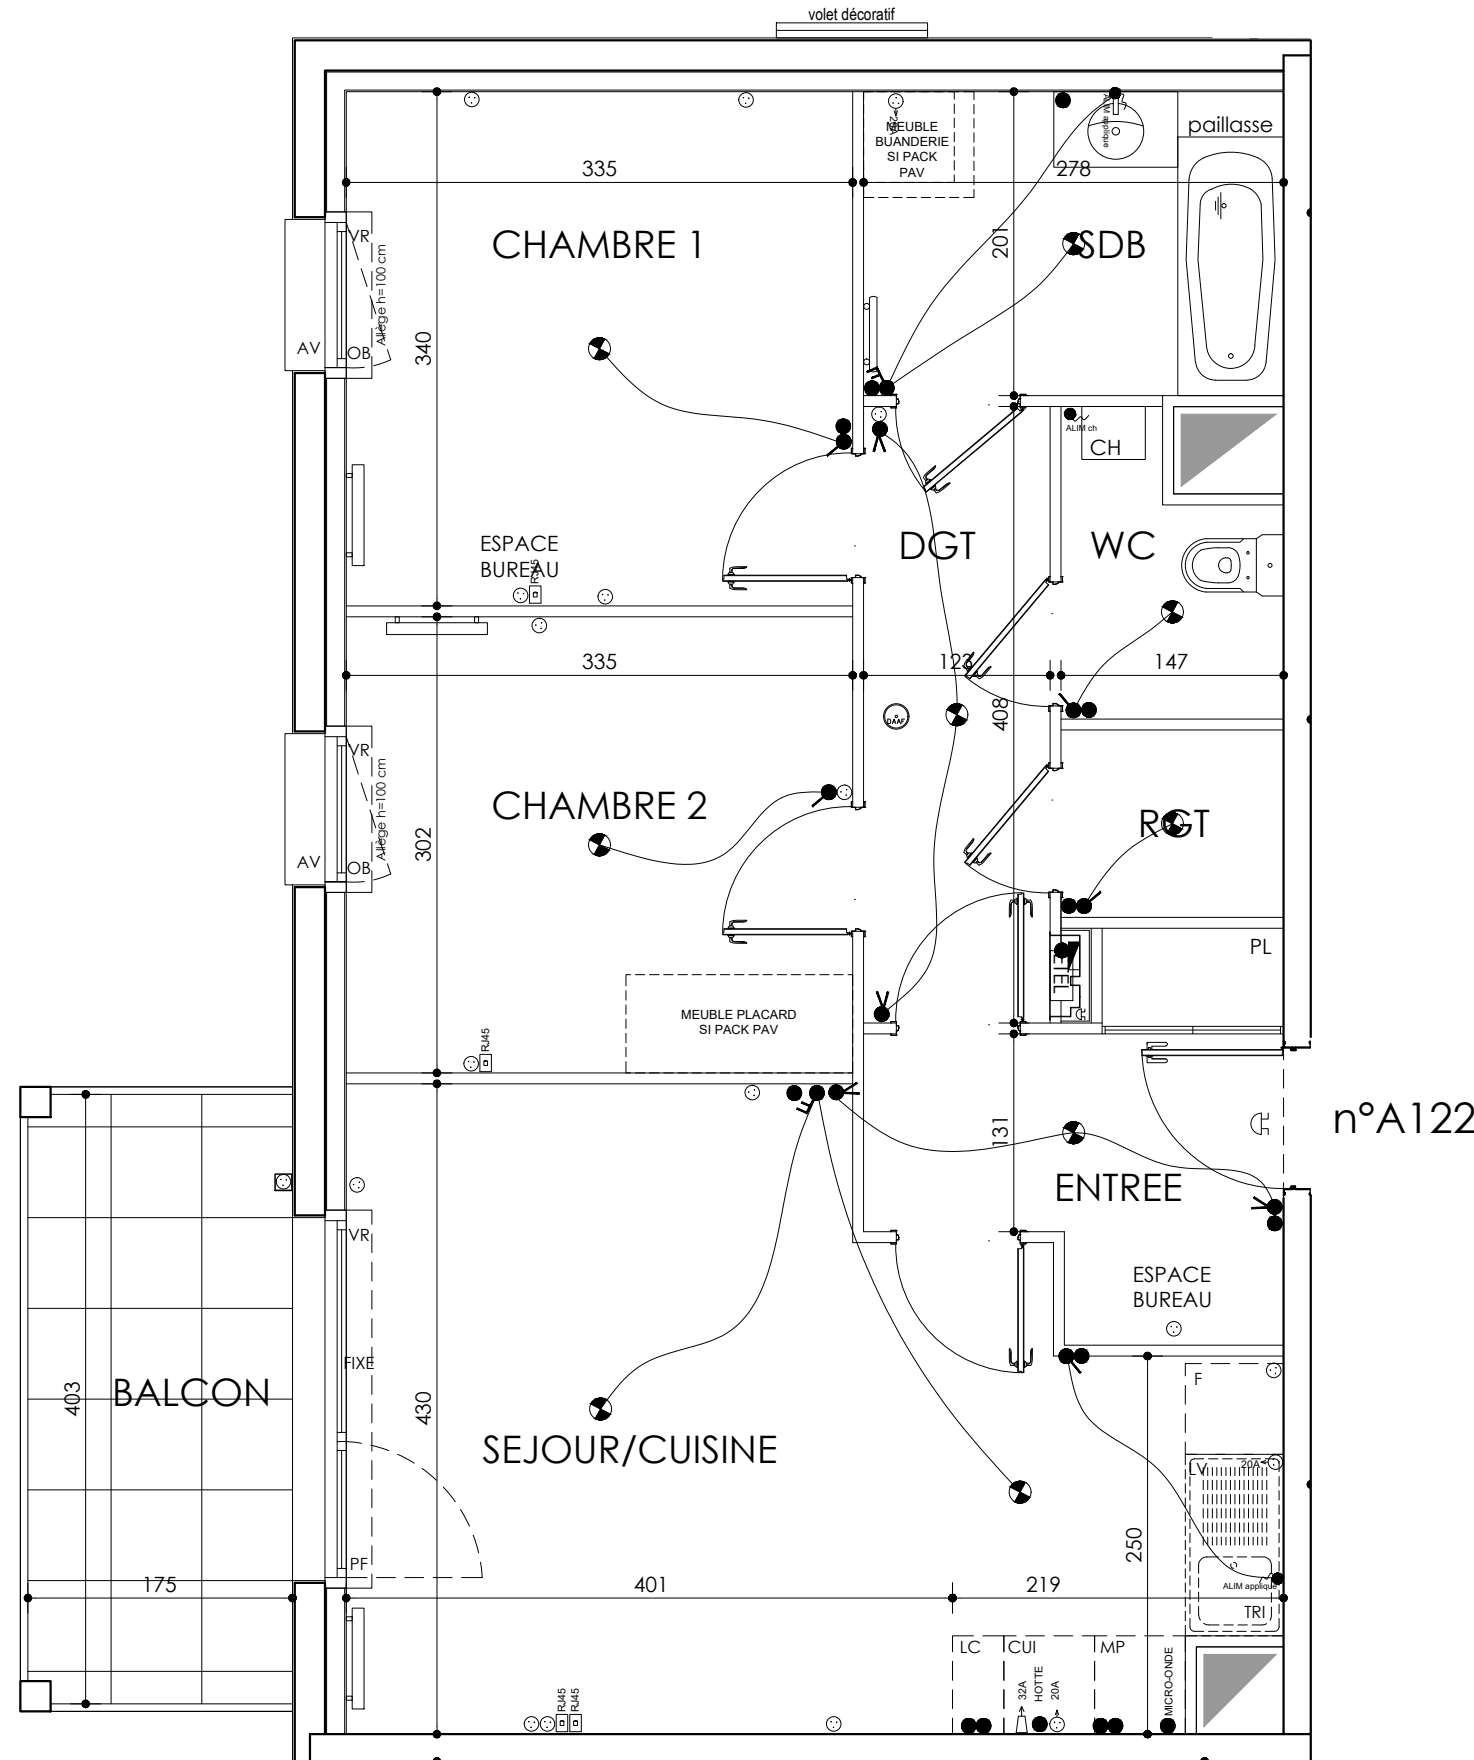 volet décoratif
MEUBLE
BUANDERIE
SI PACK
PAV
ALIM applique
paillasse
335
278
CHAMBRE 1
201
SDB
VR
Allège h=100 cm
340
AV
OB
ALIM ch
CH
ESPACE
BUREAU
RJ45
DGT
WC
335
123
147
408
DAAF
VR
Allège h=100 cm
CHAMBRE 2
302
RGT
AV
OB
PL
ETEL
MEUBLE PLACARD
SI PACK PAV
RJ45
n°A122
131
ENTREE
VR
ESPACE
BUREAU
FIXE
F
403
BALCON
430
SEJOUR/CUISINE
LV
20A
250
PF
175
401
219
ALIM applique
TRI
LC
CUI
MP
32A
HOTTE
20A
MICRO-ONDE
RJ45
RJ45